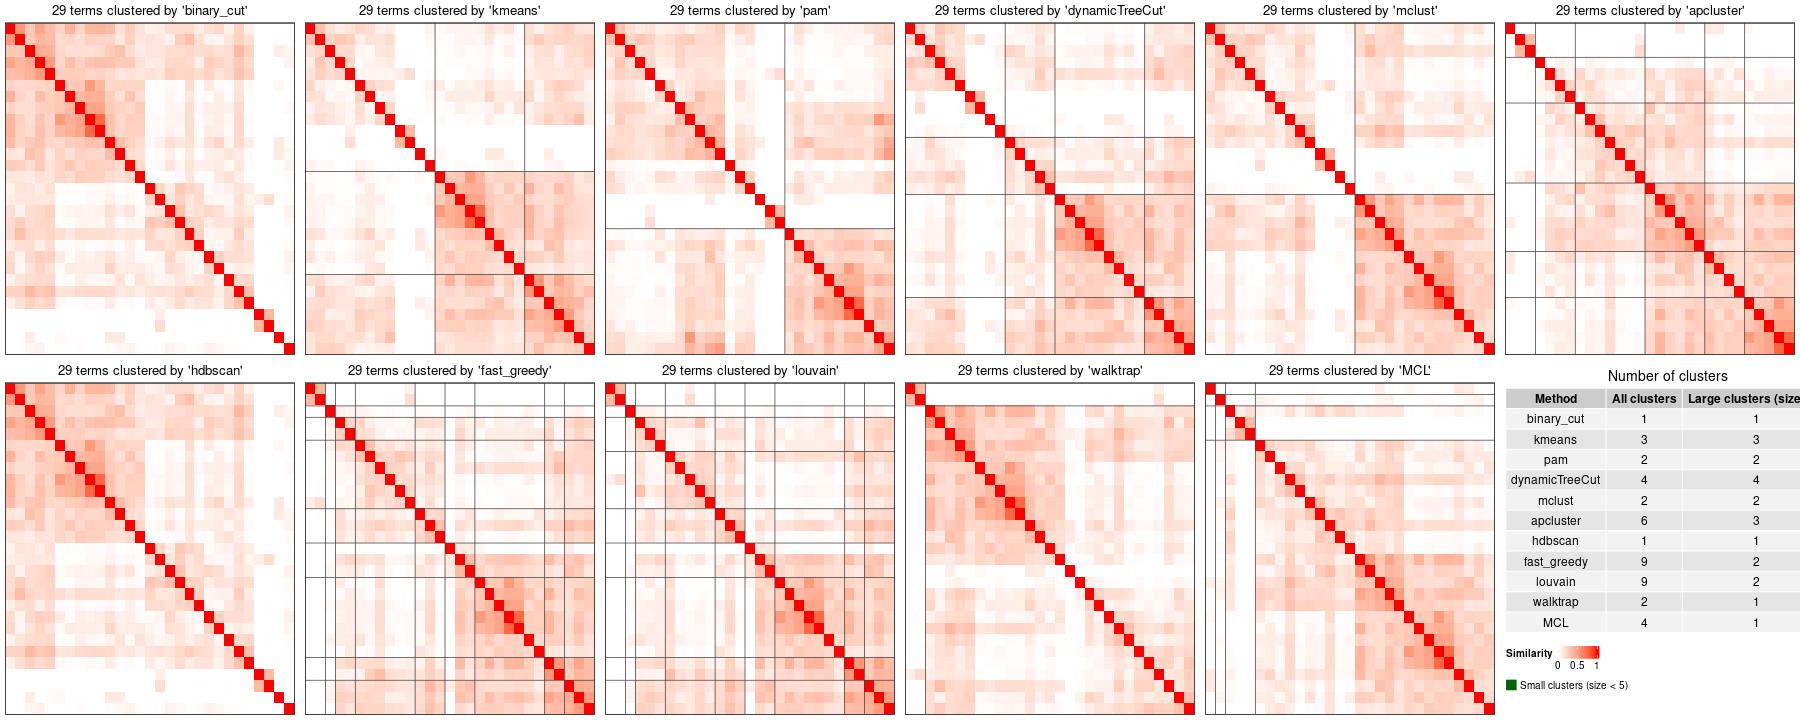 29 terms clustered by 'binary_cut'
29 terms clustered by 'kmeans'
29 terms clustered by 'pam'
29 terms clustered by 'dynamicTreeCut'
29 terms clustered by 'mclust'
29 terms clustered by 'apcluster'
29 terms clustered by 'hdbscan'
29 terms clustered by 'fast_greedy'
29 terms clustered by 'louvain'
29 terms clustered by 'walktrap'
29 terms clustered by 'MCL'
Number of clusters
Method All clusters Large clusters (size
binary_cut 1 1
kmeans 3 3
pam 2 2
dynamicTreeCut 4 4
mclust 2 2
apcluster 6 3
hdbscan 1 1
fast_greedy 9 2
louvain 9 2
walktrap 2 1
MCL 4 1
Similarity
0 0.5 1
Small clusters (size < 5)